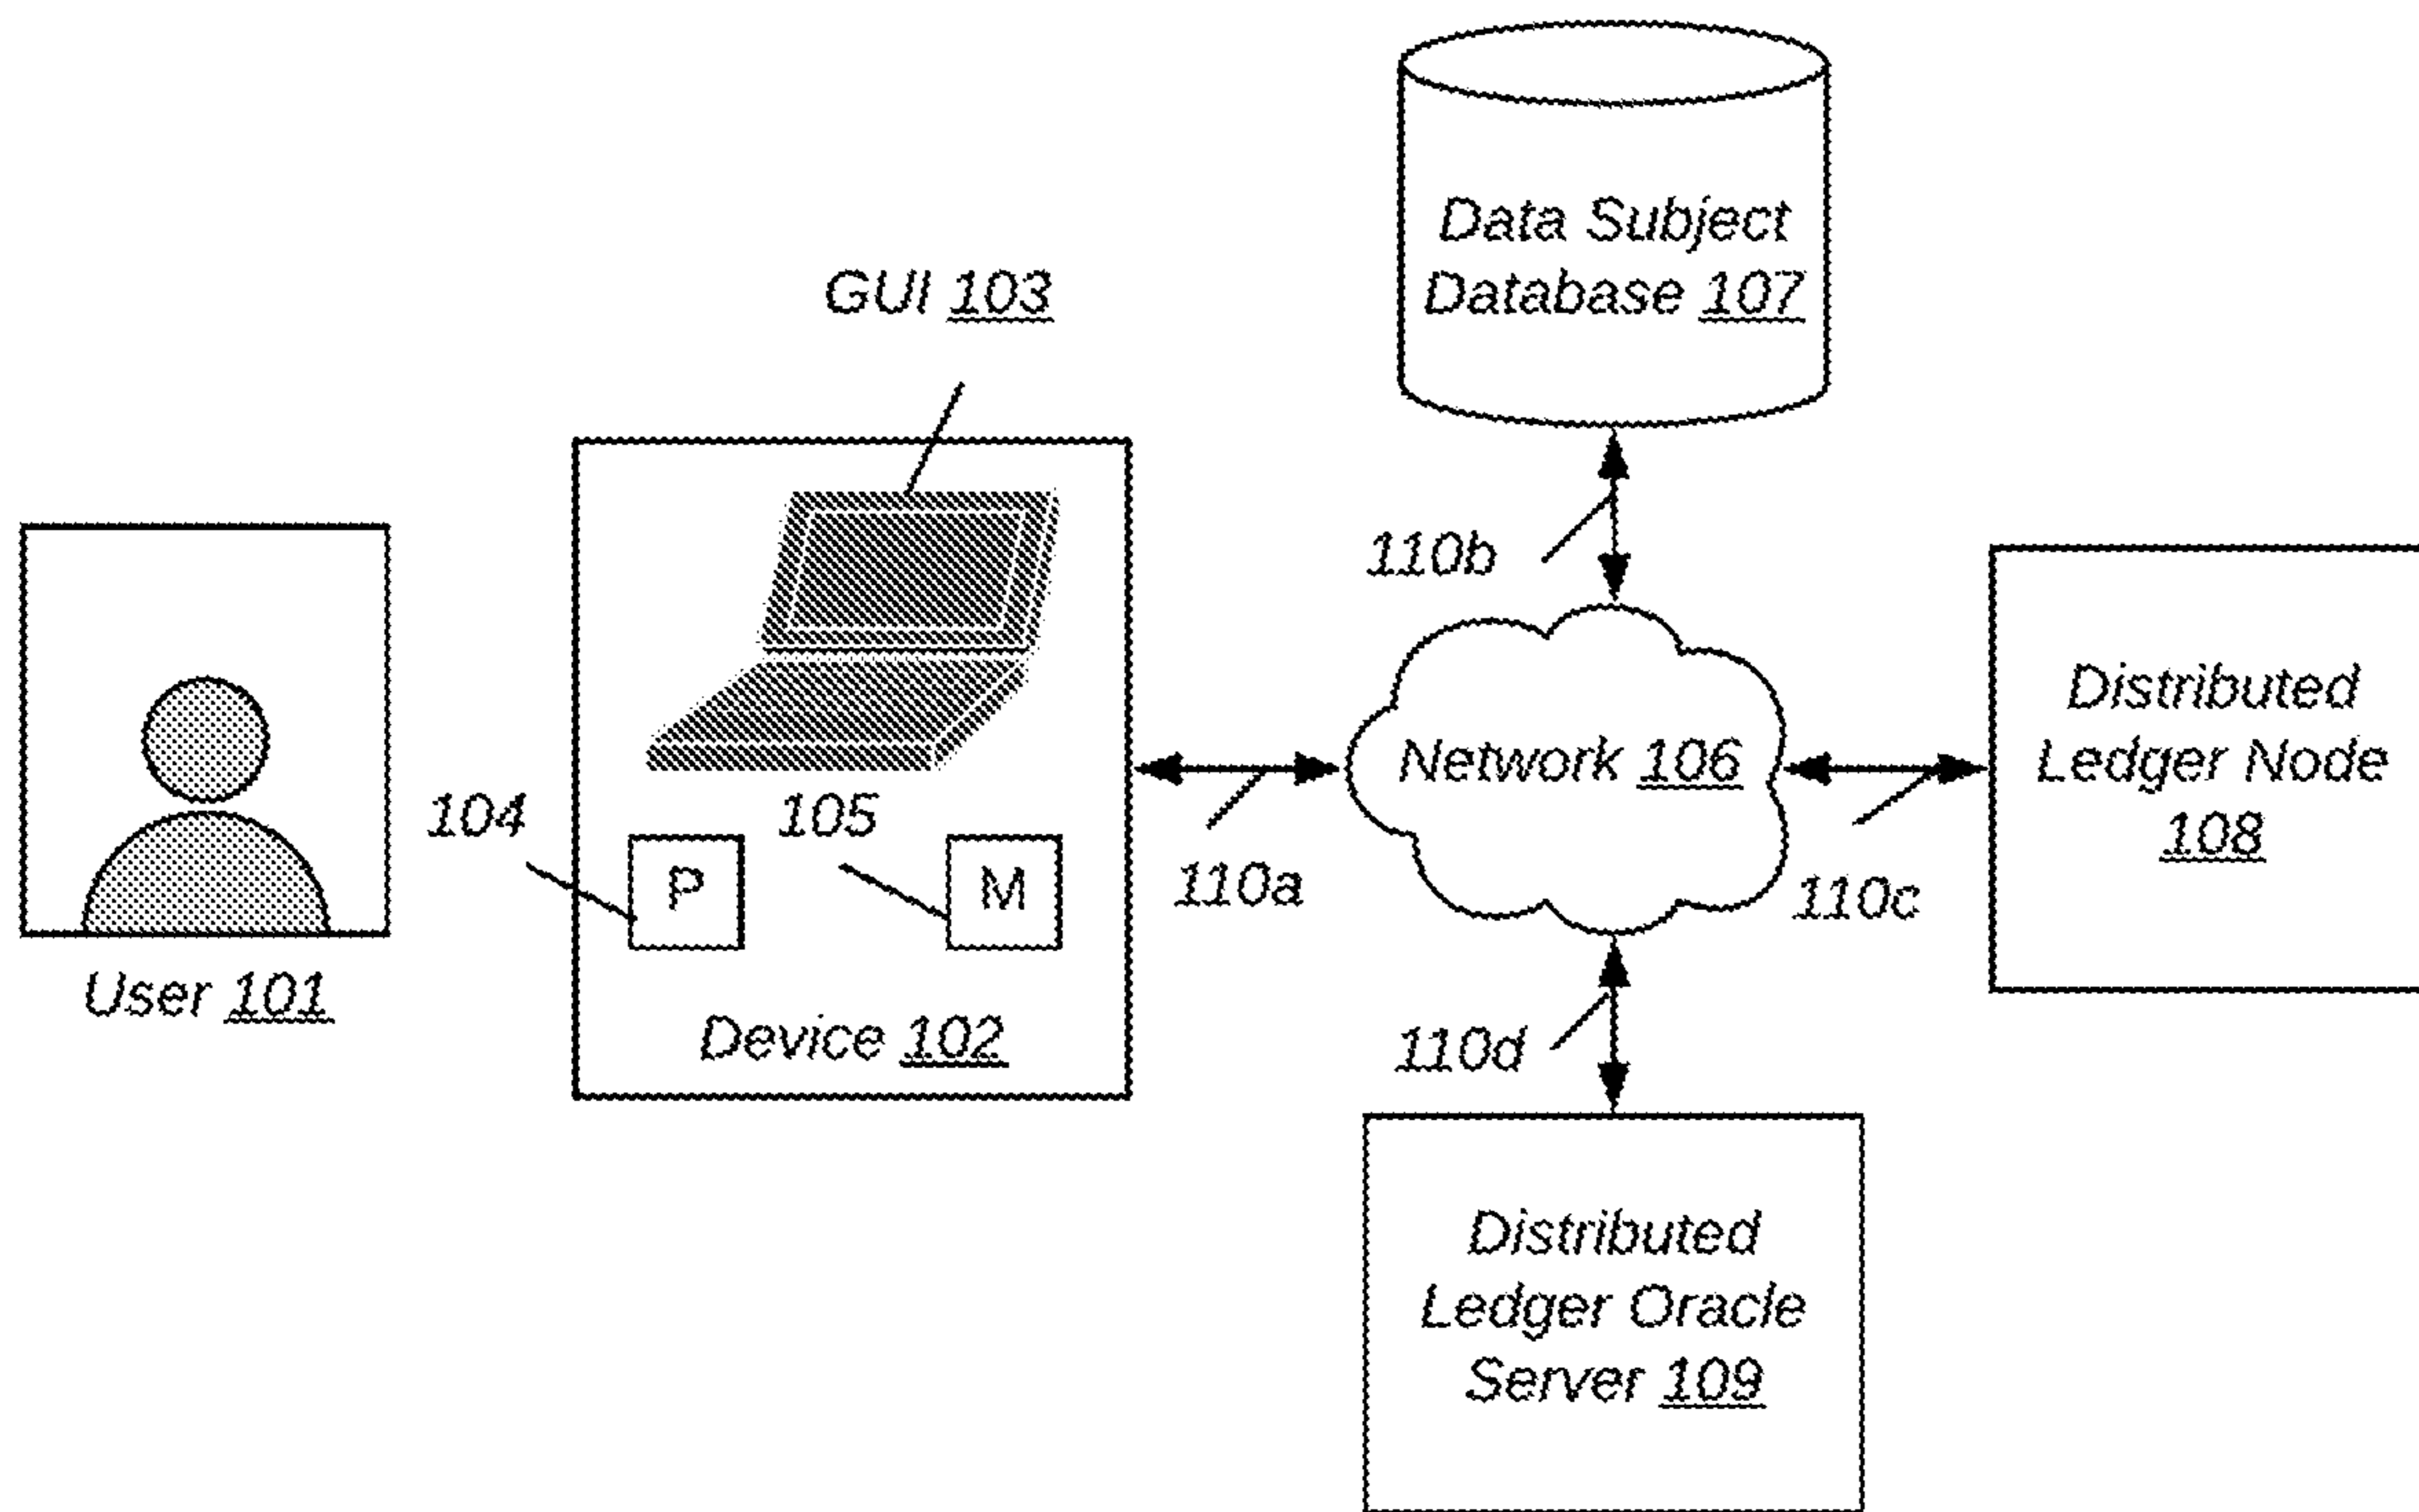 Data Subject
Database 107
GUI 103
110b
Distributed
Ledger Node
108
Network 106
104
105
P
M
110a
110c
User 101
Device 102
110d
Distributed
Ledger Oracle
Server 109